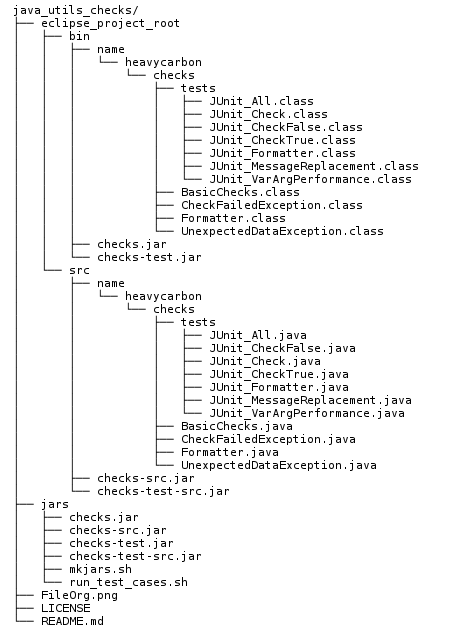 java_utils_checks/
├── eclipse_project_root
│   ├── bin
│   │   ├── name
│   │   │   └── heavycarbon
│   │   │       └── checks
│   │   │           ├── tests
│   │   │           │   ├── JUnit_All.class
│   │   │           │   ├── JUnit_Check.class
│   │   │           │   ├── JUnit_CheckFalse.class
│   │   │           │   ├── JUnit_CheckTrue.class
│   │   │           │   ├── JUnit_Formatter.class
│   │   │           │   ├── JUnit_MessageReplacement.class
│   │   │           │   └── JUnit_VarArgPerformance.class
│   │   │           ├── BasicChecks.class
│   │   │           ├── CheckFailedException.class
│   │   │           ├── Formatter.class
│   │   │           └── UnexpectedDataException.class
│   │   ├── checks.jar
│   │   └── checks-test.jar
│   └── src
│       ├── name
│       │   └── heavycarbon
│       │       └── checks
│       │           ├── tests
│       │           │   ├── JUnit_All.java
│       │           │   ├── JUnit_CheckFalse.java
│       │           │   ├── JUnit_Check.java
│       │           │   ├── JUnit_CheckTrue.java
│       │           │   ├── JUnit_Formatter.java
│       │           │   ├── JUnit_MessageReplacement.java
│       │           │   └── JUnit_VarArgPerformance.java
│       │           ├── BasicChecks.java
│       │           ├── CheckFailedException.java
│       │           ├── Formatter.java
│       │           └── UnexpectedDataException.java
│       ├── checks-src.jar
│       └── checks-test-src.jar
├── jars
│   ├── checks.jar
│   ├── checks-src.jar
│   ├── checks-test.jar
│   ├── checks-test-src.jar
│   ├── mkjars.sh
│   └── run_test_cases.sh
├── FileOrg.png
├── LICENSE
└── README.md